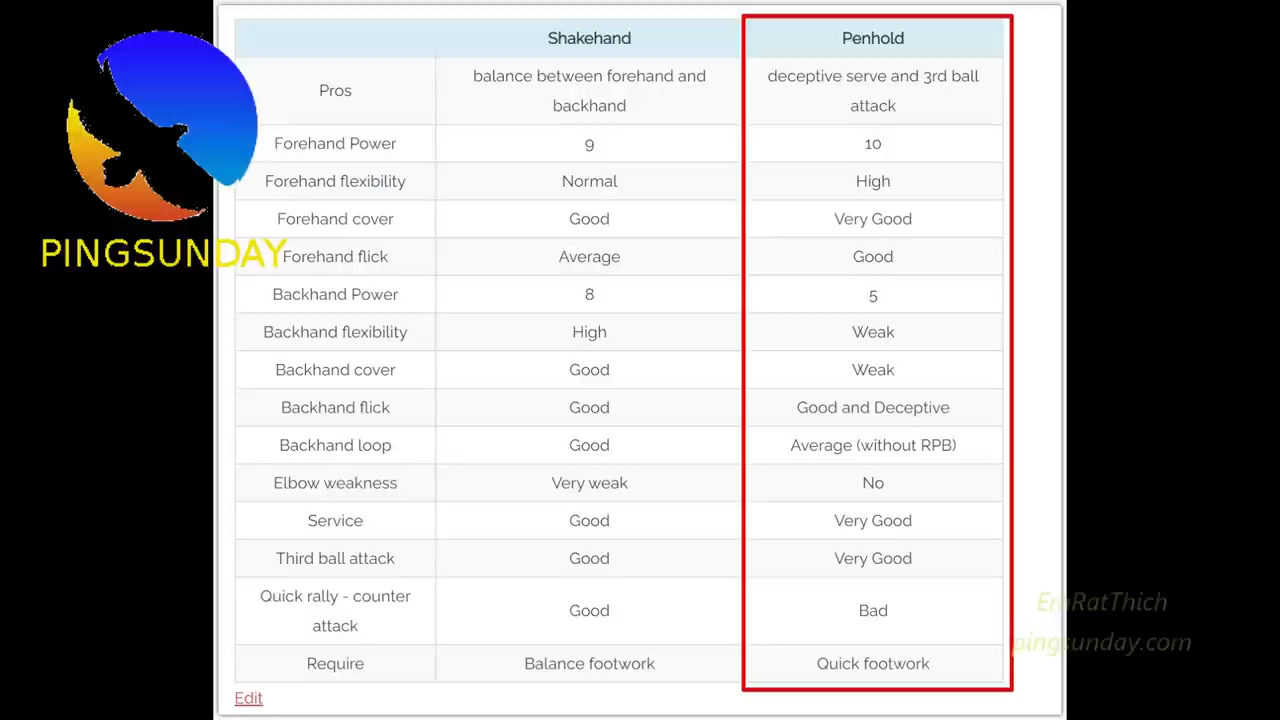 Shakehand Penhold
Pros balance between forehand and backhand deceptive serve and 3rd ball attack
Forehand Power 9 10
Forehand flexibility Normal High
Forehand cover Good Very Good
PINGSUNDAY
Forehand flick Average Good
Backhand Power 8 5
Backhand flexibility High Weak
Backhand cover Good Weak
Backhand flick Good Good and Deceptive
Backhand loop Good Average (without RPB)
Elbow weakness Very weak No
Service Good Very Good
Third ball attack Good Very Good
Quick rally - counter attack Good Bad
Require Balance footwork Quick footwork
Edit
EmRatThich
pingsunday.com